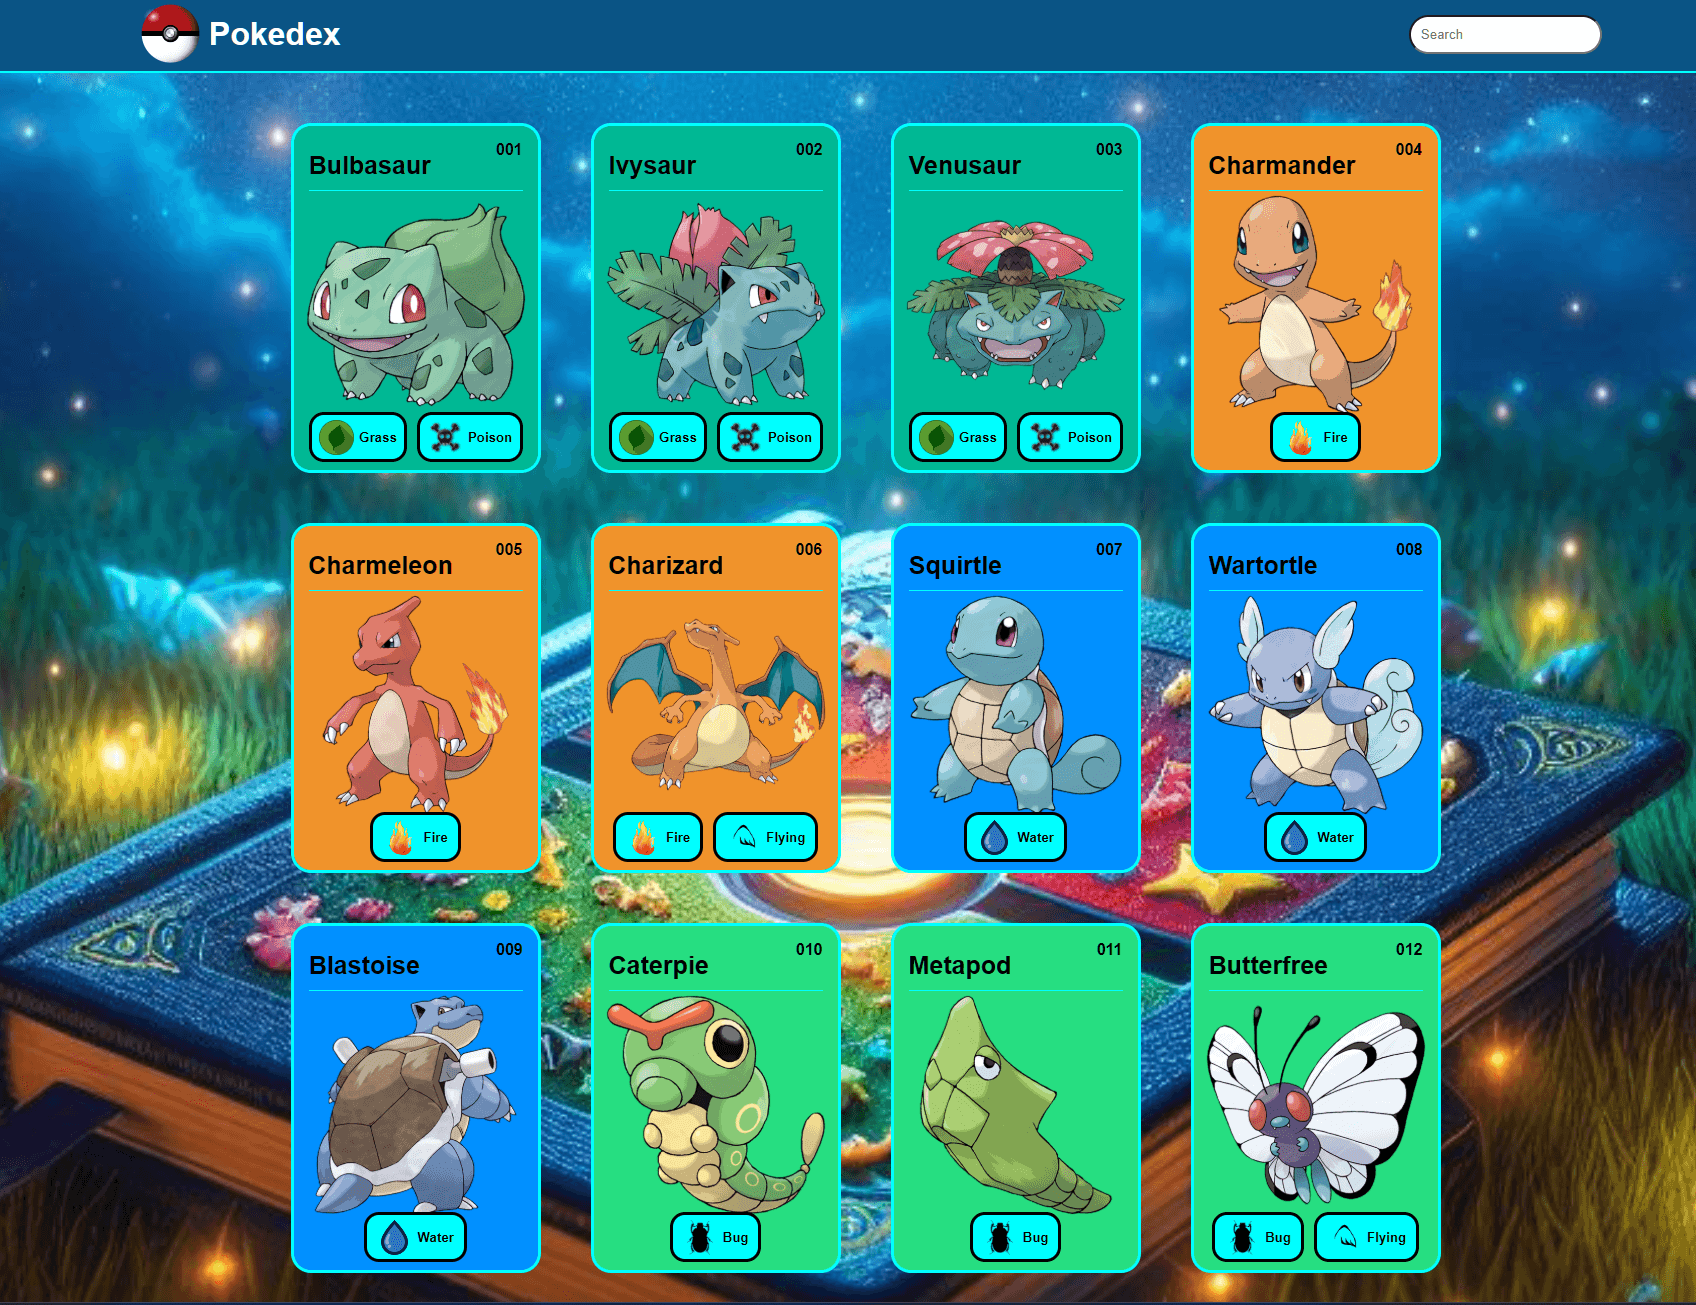 Pokedex
Search
001
Bulbasaur
Grass
Poison
002
Ivysaur
Grass
Poison
003
Venusaur
Grass
Poison
004
Charmander
Fire
005
Charmeleon
Fire
006
Charizard
Fire
Flying
007
Squirtle
Water
008
Wartortle
Water
009
Blastoise
Water
010
Caterpie
Bug
011
Metapod
Bug
012
Butterfree
Bug
Flying